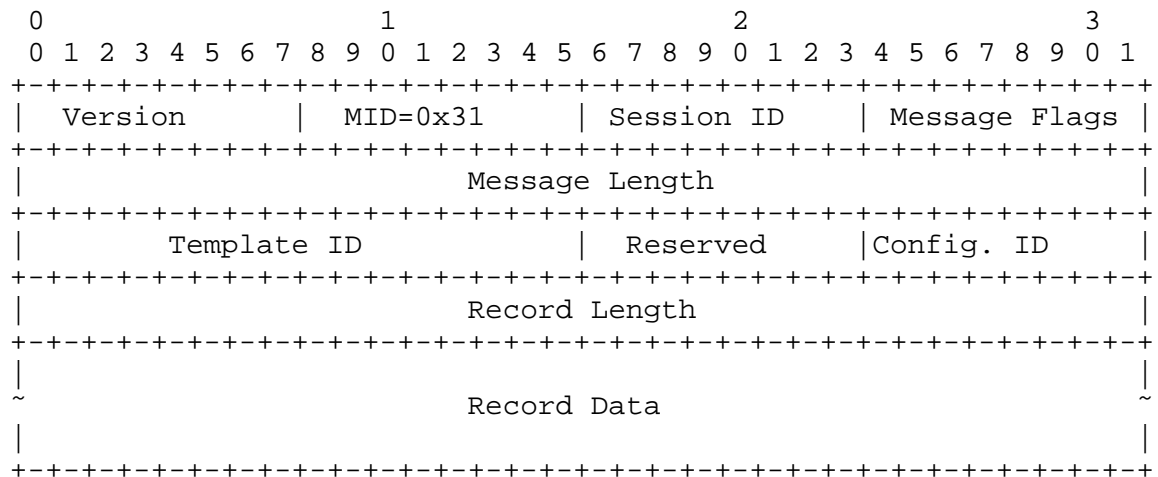 0                   1                   2                   3
 0 1 2 3 4 5 6 7 8 9 0 1 2 3 4 5 6 7 8 9 0 1 2 3 4 5 6 7 8 9 0 1
+-+-+-+-+-+-+-+-+-+-+-+-+-+-+-+-+-+-+-+-+-+-+-+-+-+-+-+-+-+-+-+-+
|  Version      |  MID=0x31     | Session ID    | Message Flags |
+-+-+-+-+-+-+-+-+-+-+-+-+-+-+-+-+-+-+-+-+-+-+-+-+-+-+-+-+-+-+-+-+
|                         Message Length                        |
+-+-+-+-+-+-+-+-+-+-+-+-+-+-+-+-+-+-+-+-+-+-+-+-+-+-+-+-+-+-+-+-+
|        Template ID            |  Reserved     |Config. ID     |
+-+-+-+-+-+-+-+-+-+-+-+-+-+-+-+-+-+-+-+-+-+-+-+-+-+-+-+-+-+-+-+-+
|                         Record Length                         |
+-+-+-+-+-+-+-+-+-+-+-+-+-+-+-+-+-+-+-+-+-+-+-+-+-+-+-+-+-+-+-+-+
|                                                               |
~                         Record Data                           ~
|                                                               |
+-+-+-+-+-+-+-+-+-+-+-+-+-+-+-+-+-+-+-+-+-+-+-+-+-+-+-+-+-+-+-+-+